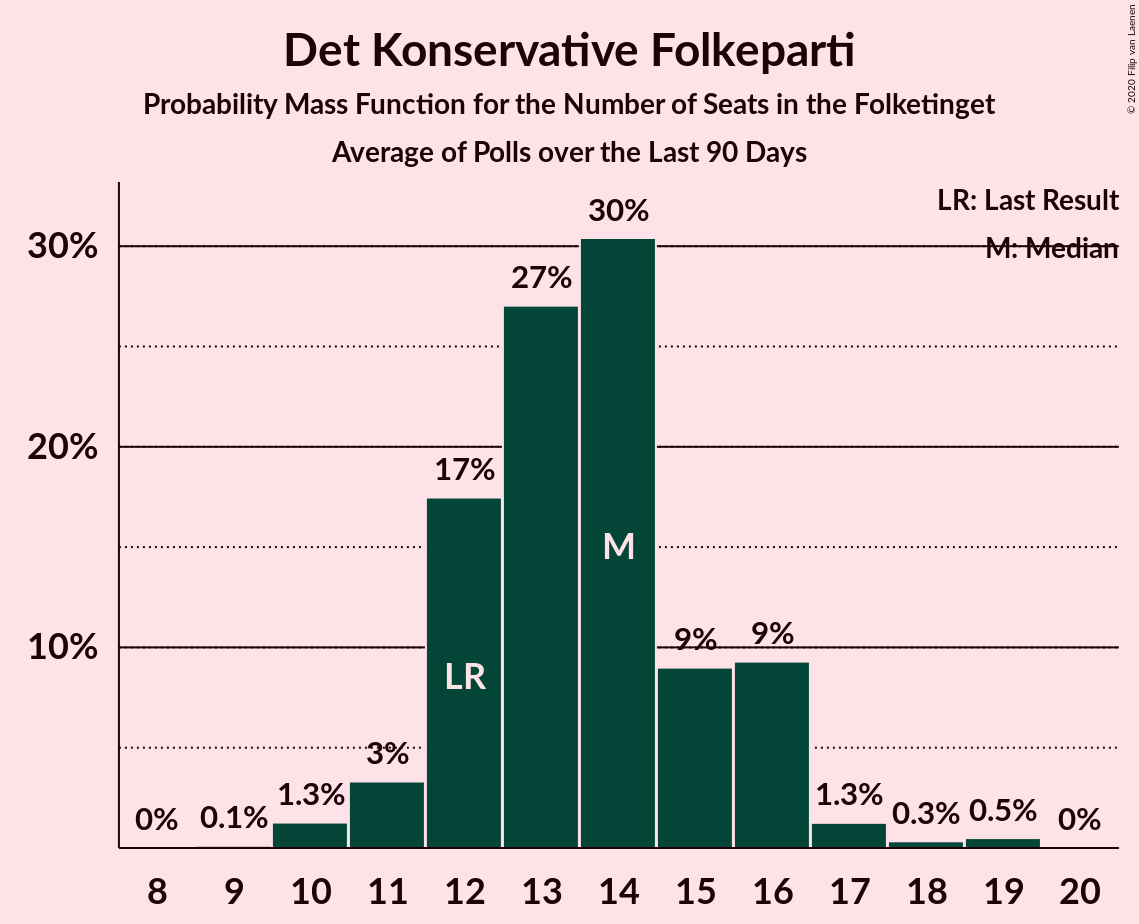 Det Konservative Folkeparti
Probability Mass Function for the Number of Seats in the Folketinget
Average of Polls over the Last 90 Days
© 2020 Filip van Laenen
LR: Last Result
M: Median
30%
20%
10%
0%
0.1%
1.3%
3%
17%
27%
30%
9%
9%
1.3%
0.3%
0.5%
0%
LR
M
8 9 10 11 12 13 14 15 16 17 18 19 20